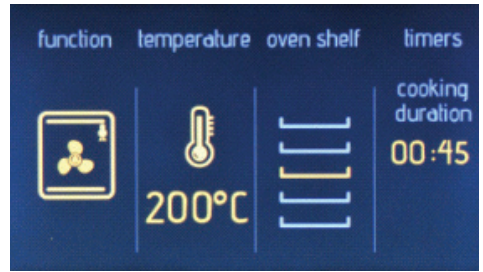 function temperature oven shelf timers
cooking
duration
00:45
200°C